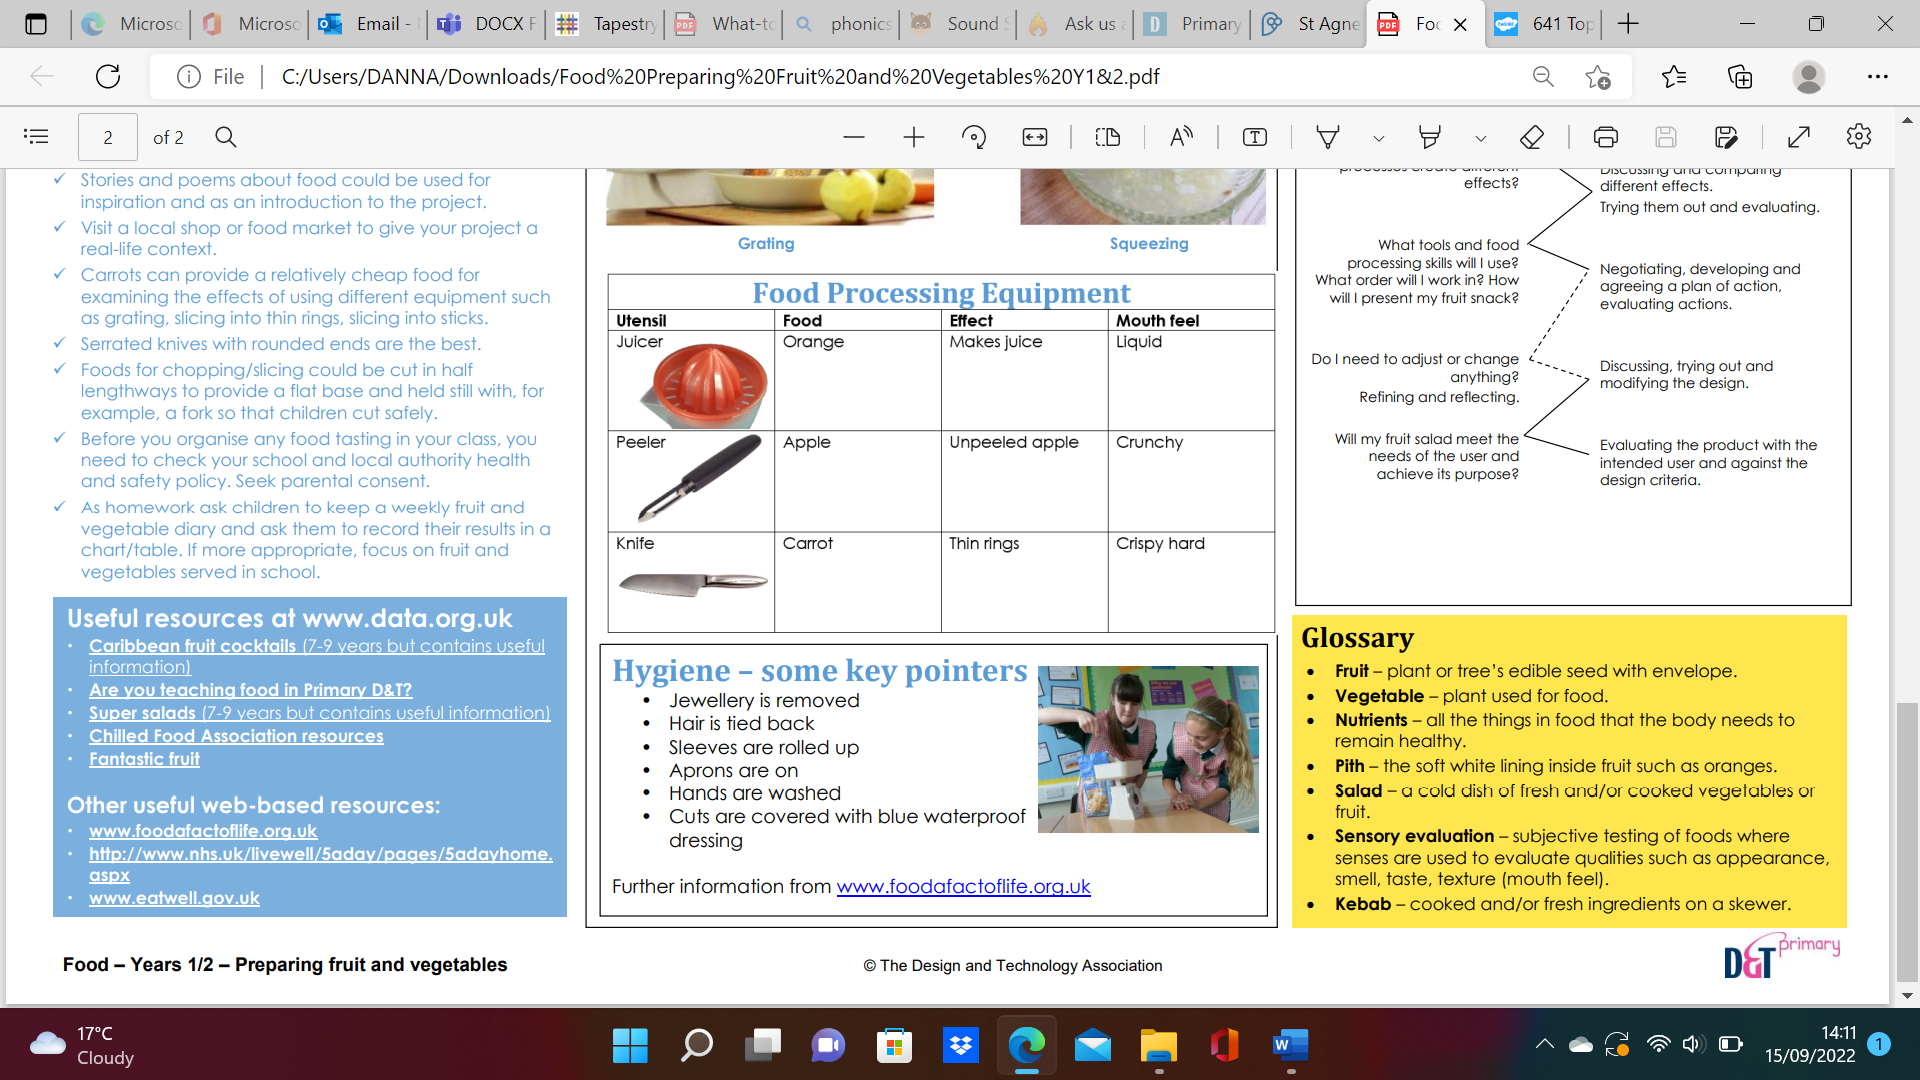 Microso
Microso
Email -
DOCX F
Tapestry
What-to
phonics
Sound S
Ask us a
Primary
St Agne
Foo
641 Top
File
C:/Users/DANNA/Downloads/Food%20Preparing%20Fruit%20and%20Vegetables%20Y1&2.pdf
2 of 2
✓ Stories and poems about food could be used for
inspiration and as an introduction to the project.
✓ Visit a local shop or food market to give your project a
real-life context.
✓ Carrots can provide a relatively cheap food for
examining the effects of using different equipment such
as grating, slicing into thin rings, slicing into sticks.
✓ Serrated knives with rounded ends are the best.
✓ Foods for chopping/slicing could be cut in half
lengthways to provide a flat base and held still with, for
example, a fork so that children cut safely.
✓ Before you organise any food tasting in your class, you
need to check your school and local authority health
and safety policy. Seek parental consent.
✓ As homework ask children to keep a weekly fruit and
vegetable diary and ask them to record their results in a
chart/table. If more appropriate, focus on fruit and
vegetables served in school.
Useful resources at www.data.org.uk
• Caribbean fruit cocktails (7-9 years but contains useful
information)
• Are you teaching food in Primary D&T?
• Super salads (7-9 years but contains useful information)
• Chilled Food Association resources
• Fantastic fruit
Other useful web-based resources:
• www.foodafactoflife.org.uk
• http://www.nhs.uk/livewell/5aday/pages/5adayhome.
aspx
• www.eatwell.gov.uk
Grating
Squeezing
Food Processing Equipment
Utensil Food Effect Mouth feel
Juicer Orange Makes juice Liquid
Peeler Apple Unpeeled apple Crunchy
Knife Carrot Thin rings Crispy hard
Hygiene – some key pointers
• Jewellery is removed
• Hair is tied back
• Sleeves are rolled up
• Aprons are on
• Hands are washed
• Cuts are covered with blue waterproof
dressing
Further information from www.foodafactoflife.org.uk
processes create different
effects?
What tools and food
processing skills will I use?
What order will I work in? How
will I present my fruit snack?
Do I need to adjust or change
anything?
Refining and reflecting.
Will my fruit salad meet the
needs of the user and
achieve its purpose?
Discussing and comparing
different effects.
Trying them out and evaluating.
Negotiating, developing and
agreeing a plan of action,
evaluating actions.
Discussing, trying out and
modifying the design.
Evaluating the product with the
intended user and against the
design criteria.
Glossary
• Fruit – plant or tree's edible seed with envelope.
• Vegetable – plant used for food.
• Nutrients – all the things in food that the body needs to
remain healthy.
• Pith – the soft white lining inside fruit such as oranges.
• Salad – a cold dish of fresh and/or cooked vegetables or
fruit.
• Sensory evaluation – subjective testing of foods where
senses are used to evaluate qualities such as appearance,
smell, taste, texture (mouth feel).
• Kebab – cooked and/or fresh ingredients on a skewer.
Food – Years 1/2 – Preparing fruit and vegetables
© The Design and Technology Association
D&T primary
17°C
Cloudy
14:11
15/09/2022
1